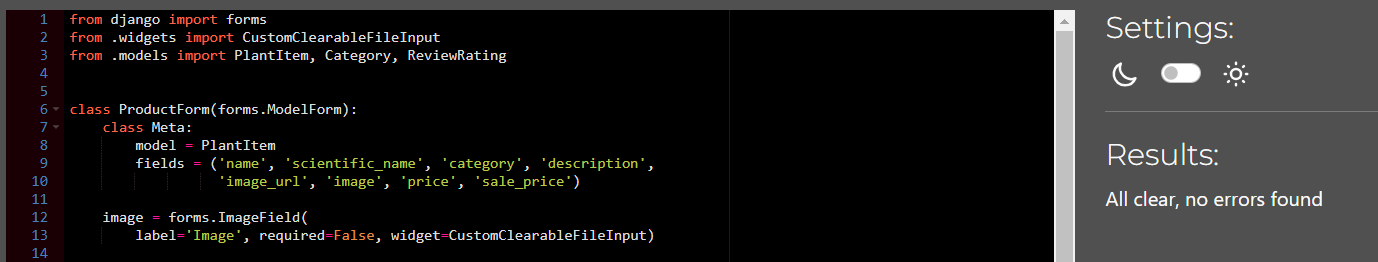 1 from django import forms
2 from .widgets import CustomClearableFileInput
3 from .models import PlantItem, Category, ReviewRating
4
5
6 class ProductForm(forms.ModelForm):
7     class Meta:
8         model = PlantItem
9         fields = ('name', 'scientific_name', 'category', 'description',
10                   'image_url', 'image', 'price', 'sale_price')
11
12     image = forms.ImageField(
13         label='Image', required=False, widget=CustomClearableFileInput)
14
Settings:
Results:
All clear, no errors found